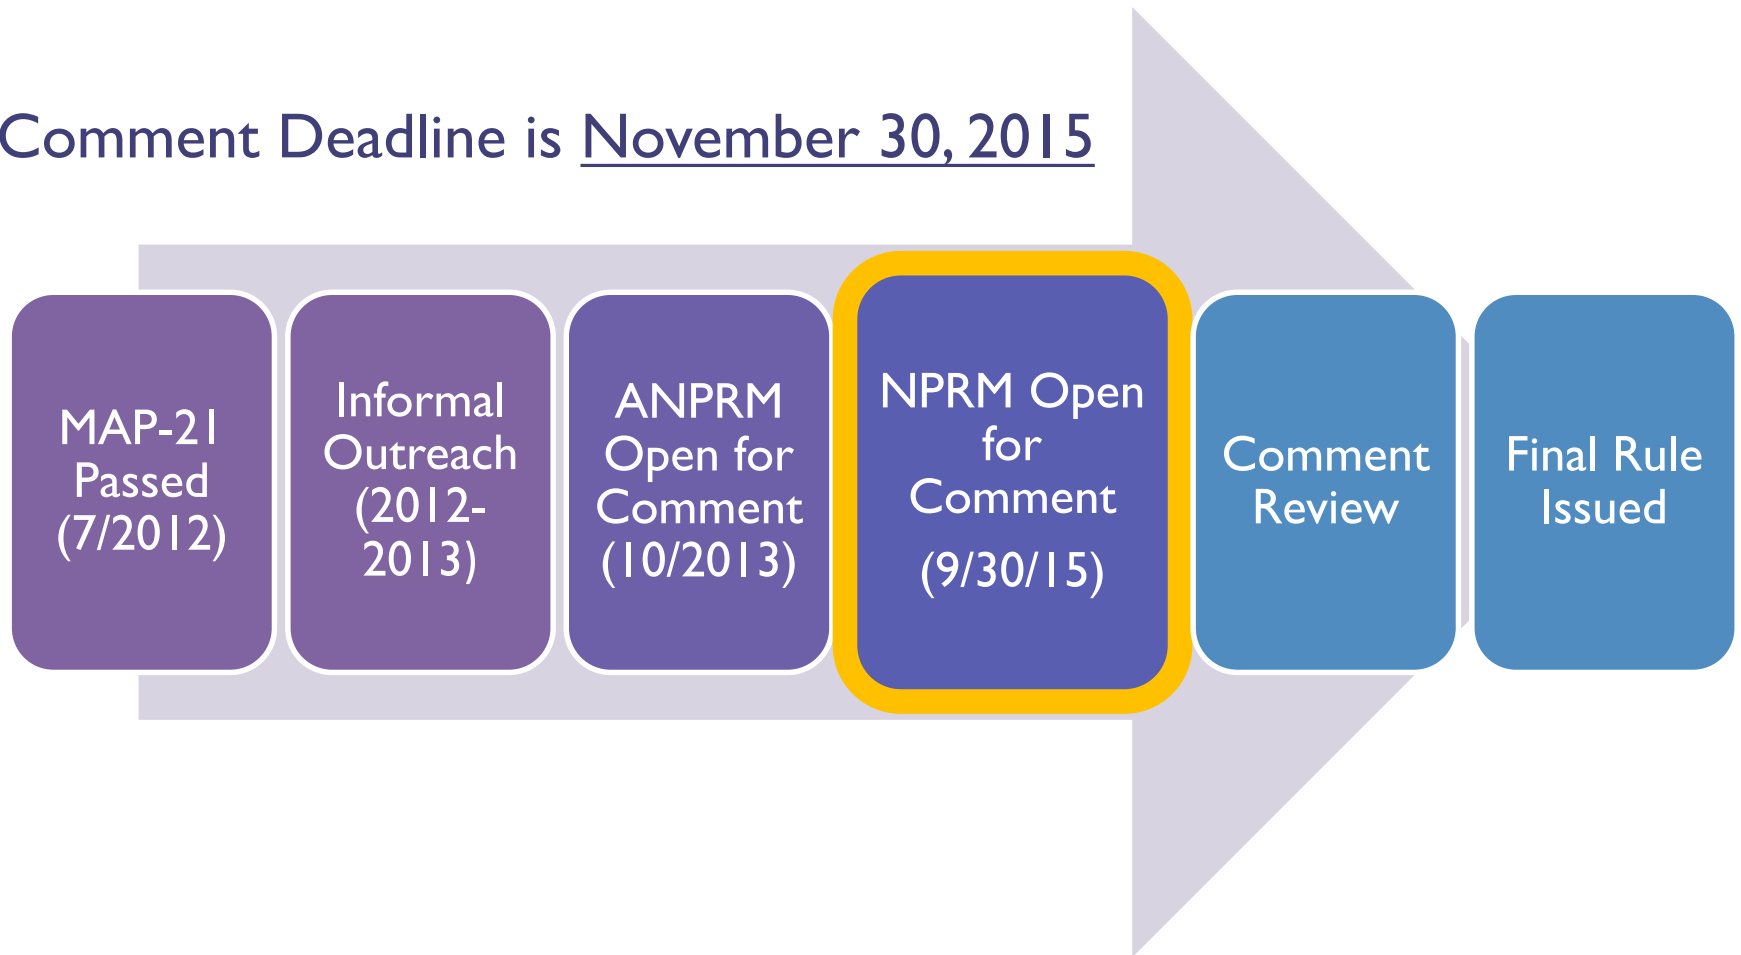 Comment Deadline is November 30, 2015
MAP-21
Passed
(7/2012)
Informal
Outreach
(2012-
2013)
ANPRM
Open for
Comment
(10/2013)
NPRM Open
for
Comment
(9/30/15)
Comment
Review
Final Rule
Issued